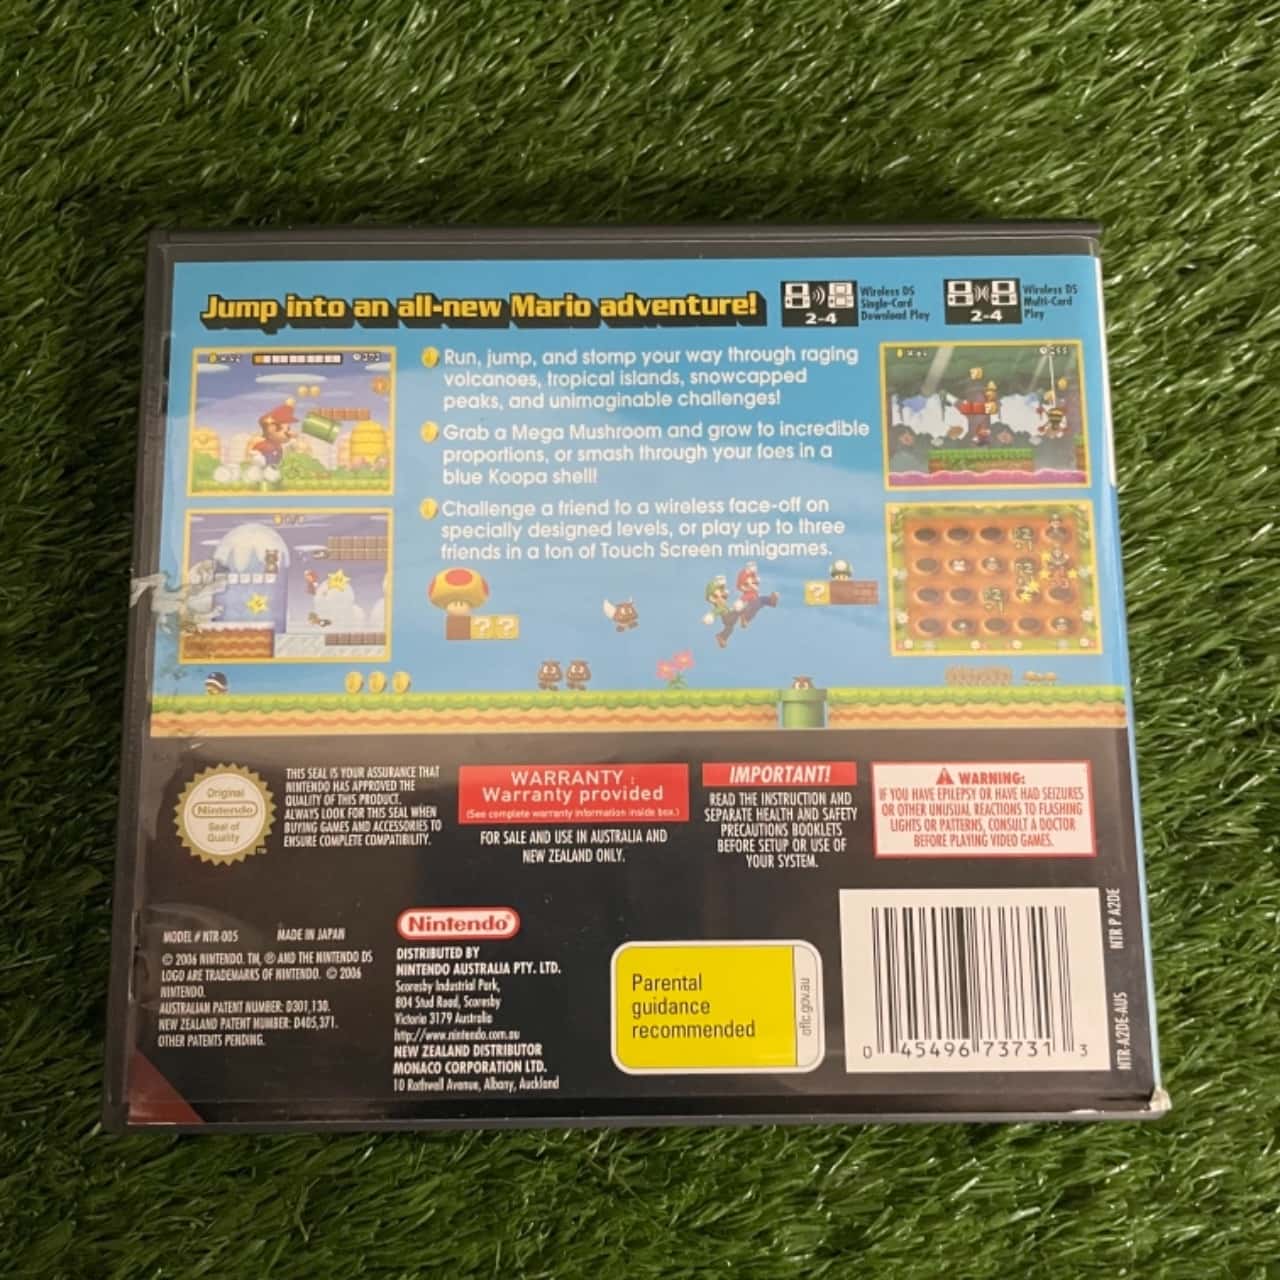 Jump into an all-new Mario adventure!
2-4
Wireless DS
Single-Card
Download Play
2-4
Wireless DS
Multi-Card
Play
Run, jump, and stomp your way through raging
volcanoes, tropical islands, snowcapped
peaks, and unimaginable challenges!
Grab a Mega Mushroom and grow to incredible
proportions, or smash through your foes in a
blue Koopa shell!
Challenge a friend to a wireless face-off on
specially designed levels, or play up to three
friends in a ton of Touch Screen minigames.
Original
Nintendo
Seal of
Quality
TM
THIS SEAL IS YOUR ASSURANCE THAT
NINTENDO HAS APPROVED THE
QUALITY OF THIS PRODUCT.
ALWAYS LOOK FOR THIS SEAL WHEN
BUYING GAMES AND ACCESSORIES TO
ENSURE COMPLETE COMPATIBILITY.
WARRANTY :
Warranty provided
(See complete warranty information inside box.)
FOR SALE AND USE IN AUSTRALIA AND
NEW ZEALAND ONLY.
IMPORTANT!
READ THE INSTRUCTION AND
SEPARATE HEALTH AND SAFETY
PRECAUTIONS BOOKLETS
BEFORE SETUP OR USE OF
YOUR SYSTEM.
WARNING:
IF YOU HAVE EPILEPSY OR HAVE HAD SEIZURES
OR OTHER UNUSUAL REACTIONS TO FLASHING
LIGHTS OR PATTERNS, CONSULT A DOCTOR
BEFORE PLAYING VIDEO GAMES.
MODEL # NTR-005 MADE IN JAPAN
© 2006 NINTENDO. TM, ® AND THE NINTENDO DS
LOGO ARE TRADEMARKS OF NINTENDO. © 2006
NINTENDO.
AUSTRALIAN PATENT NUMBER: D301,130.
NEW ZEALAND PATENT NUMBER: D405,371.
OTHER PATENTS PENDING.
Nintendo®
DISTRIBUTED BY
NINTENDO AUSTRALIA PTY. LTD.
Scoresby Industrial Park,
804 Stud Road, Scoresby
Victoria 3179 Australia
http://www.nintendo.com.au
NEW ZEALAND DISTRIBUTOR
MONACO CORPORATION LTD.
10 Rothwell Avenue, Albany, Auckland
Parental
guidance
recommended
oflc.gov.au
0 45496 73731 3
NTR P A2DE
NTR-A2DE-AUS